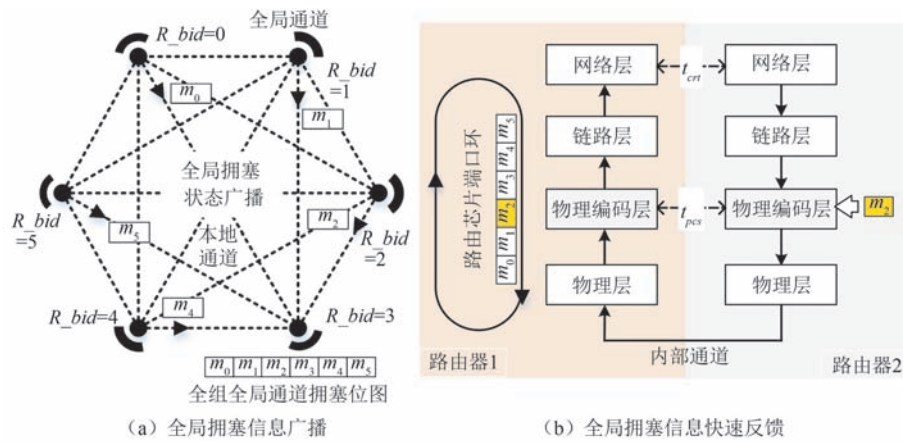 全局通道
R_bid=0
R_bid
=1
m0
m1
全局拥塞
状态广播
m2
R_bid
=5
m5
本地
通道
R_bid
=2
R_bid=4
m4
R_bid=3
m0 m1 m2 m3 m4 m5
全组全局通道拥塞位图
(a) 全局拥塞信息广播
路由芯片端口环
m0 m1 m2 m3 m4 m5
网络层
tcrt
网络层
链路层
链路层
物理编码层
tpcs
物理编码层
m2
物理层
物理层
内部通道
路由器1
路由器2
(b) 全局拥塞信息快速反馈